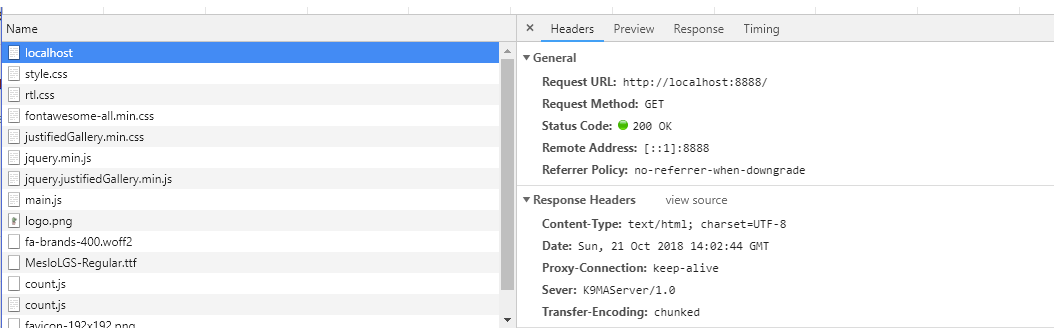 Name
localhost
style.css
rtl.css
fontawesome-all.min.css
justifiedGallery.min.css
jquery.min.js
jquery.justifiedGallery.min.js
main.js
logo.png
fa-brands-400.woff2
MesloLGS-Regular.ttf
count.js
count.js
favicon-192x192.png
× Headers Preview Response Timing
▼ General
Request URL: http://localhost:8888/
Request Method: GET
Status Code: 200 OK
Remote Address: [::1]:8888
Referrer Policy: no-referrer-when-downgrade
▼ Response Headers view source
Content-Type: text/html; charset=UTF-8
Date: Sun, 21 Oct 2018 14:02:44 GMT
Proxy-Connection: keep-alive
Sever: K9MAServer/1.0
Transfer-Encoding: chunked